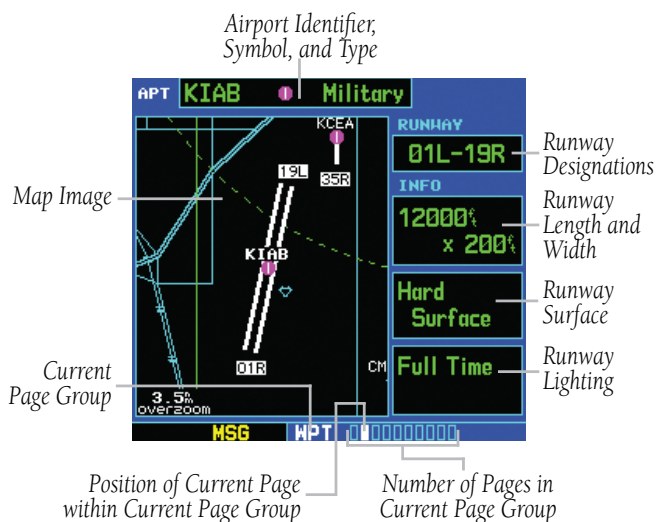 Airport Identifier,
Symbol, and Type
APT KIAB Military
KCEA
RUNWAY
01L-19R
Runway
Designations
19L
35R
INFO
Map Image
12000ft
x 200ft
Runway
Length and
Width
KIAB
Hard
Surface
Runway
Surface
01R
CM
Full Time
Runway
Lighting
Current
Page Group
3.5nm
overzoom
MSG WPT
Position of Current Page
within Current Page Group
Number of Pages in
Current Page Group